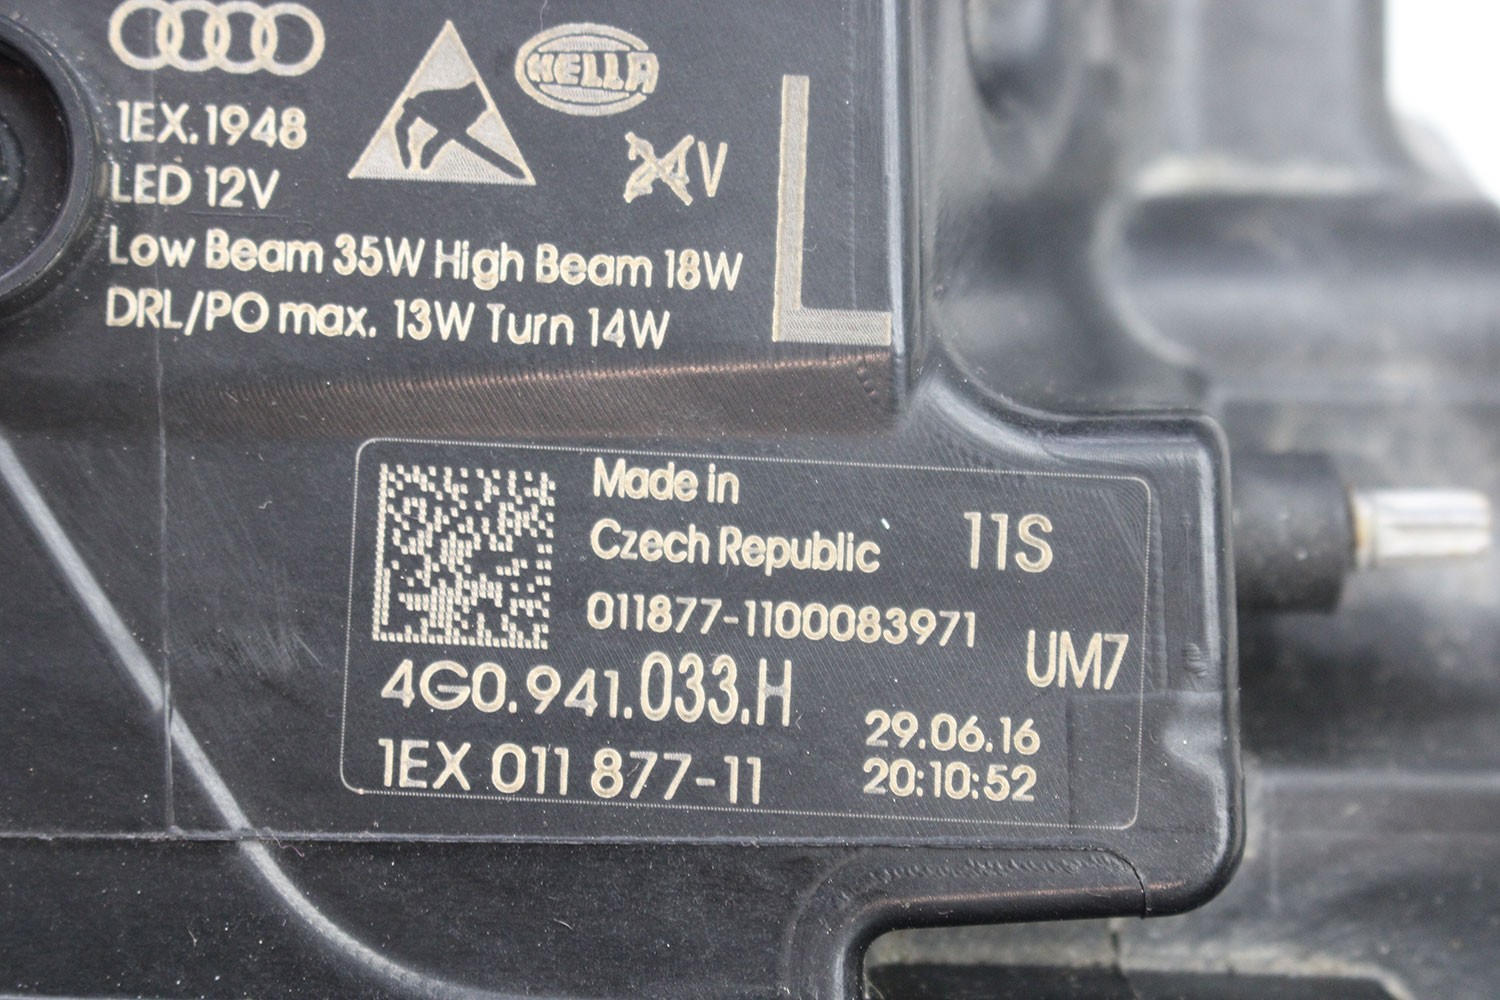 1EX.1948
HELLA
LED 12V
XV
L
Low Beam 35W High Beam 18W
DRL/PO max. 13W Turn 14W
Made in
Czech Republic
11S
011877-1100083971
UM7
4G0.941.033.H
29.06.16
1EX 011 877-11
20:10:52